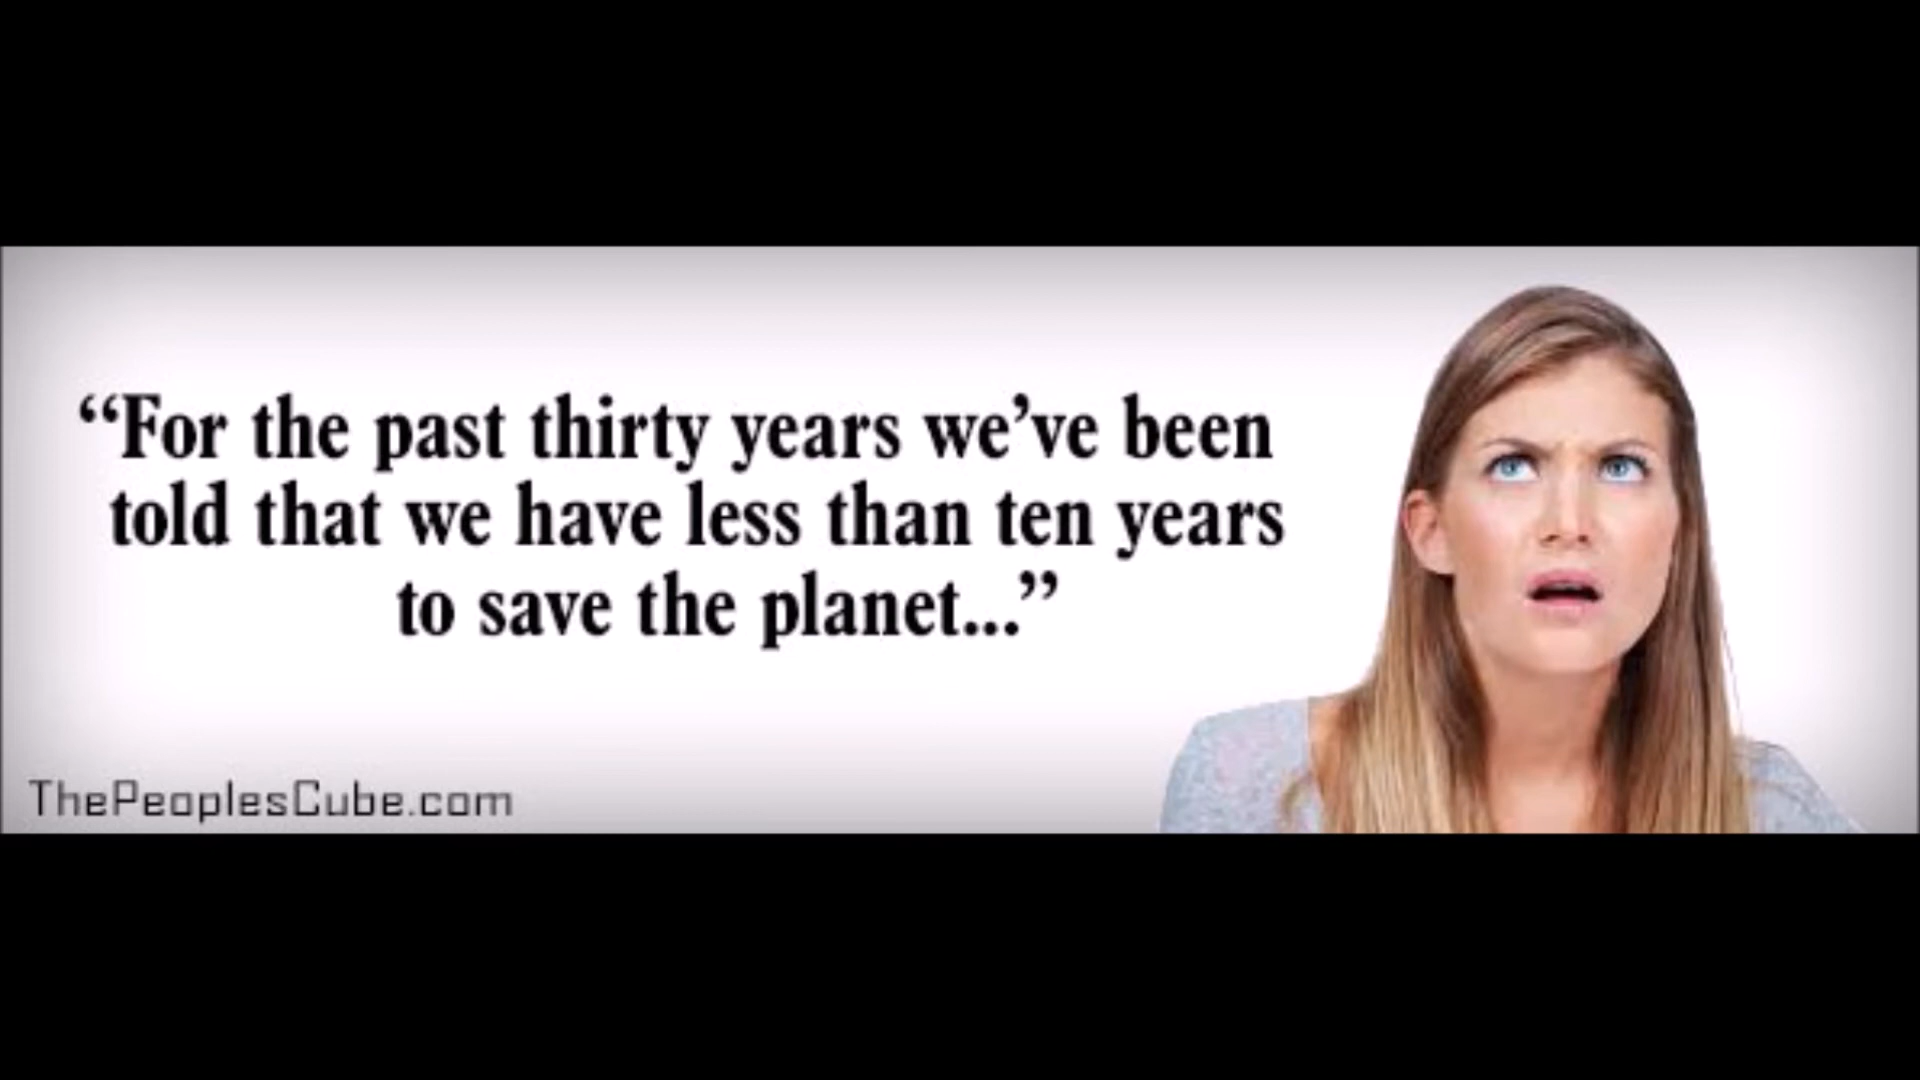 “For the past thirty years we’ve been
told that we have less than ten years
to save the planet...”
ThePeoplesCube.com